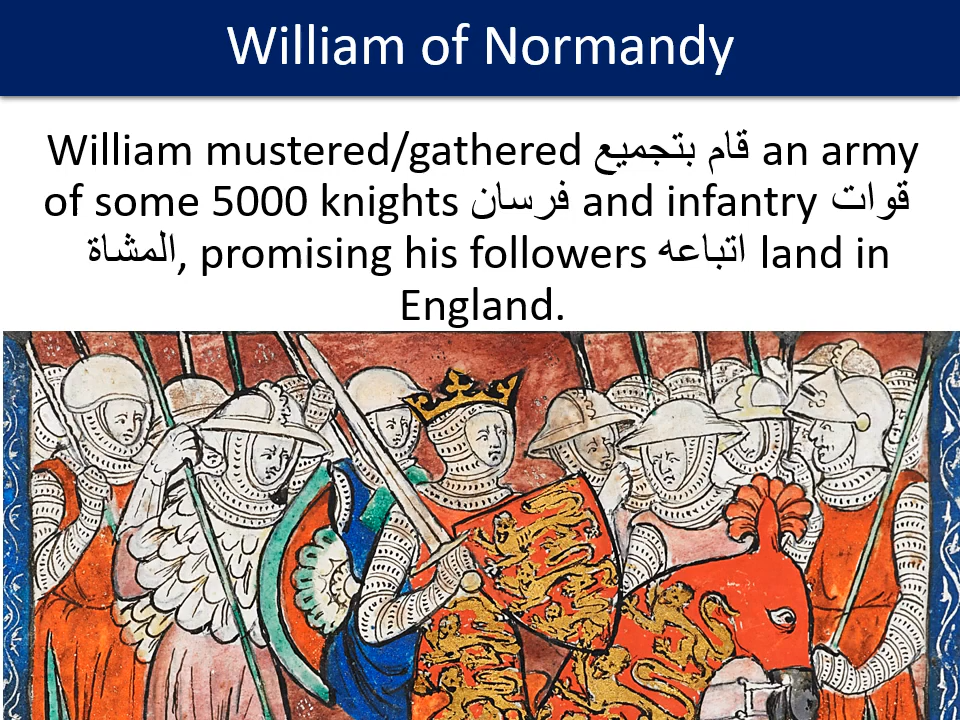 William of Normandy
William mustered/gathered قام بتجميع an army
of some 5000 knights فرسان and infantry قوات
المشاة, promising his followers اتباعه land in
England.